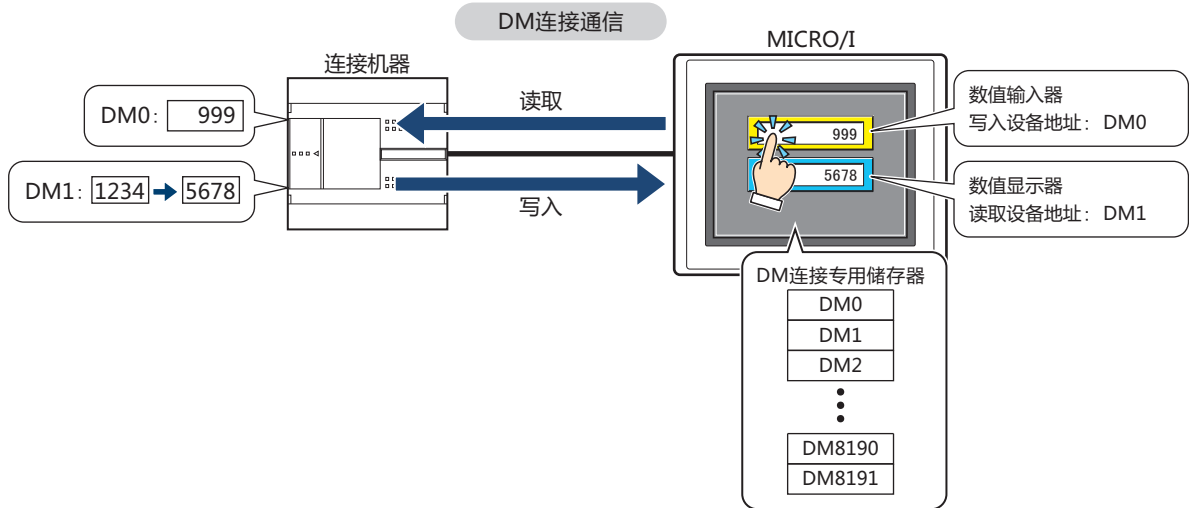 DM连接通信
MICRO/I
连接机器
读取
DM0: 999
DM1: 1234 5678
写入
999
5678
数值输入器
写入设备地址: DM0
数值显示器
读取设备地址: DM1
DM连接专用储存器
DM0
DM1
DM2
DM8190
DM8191